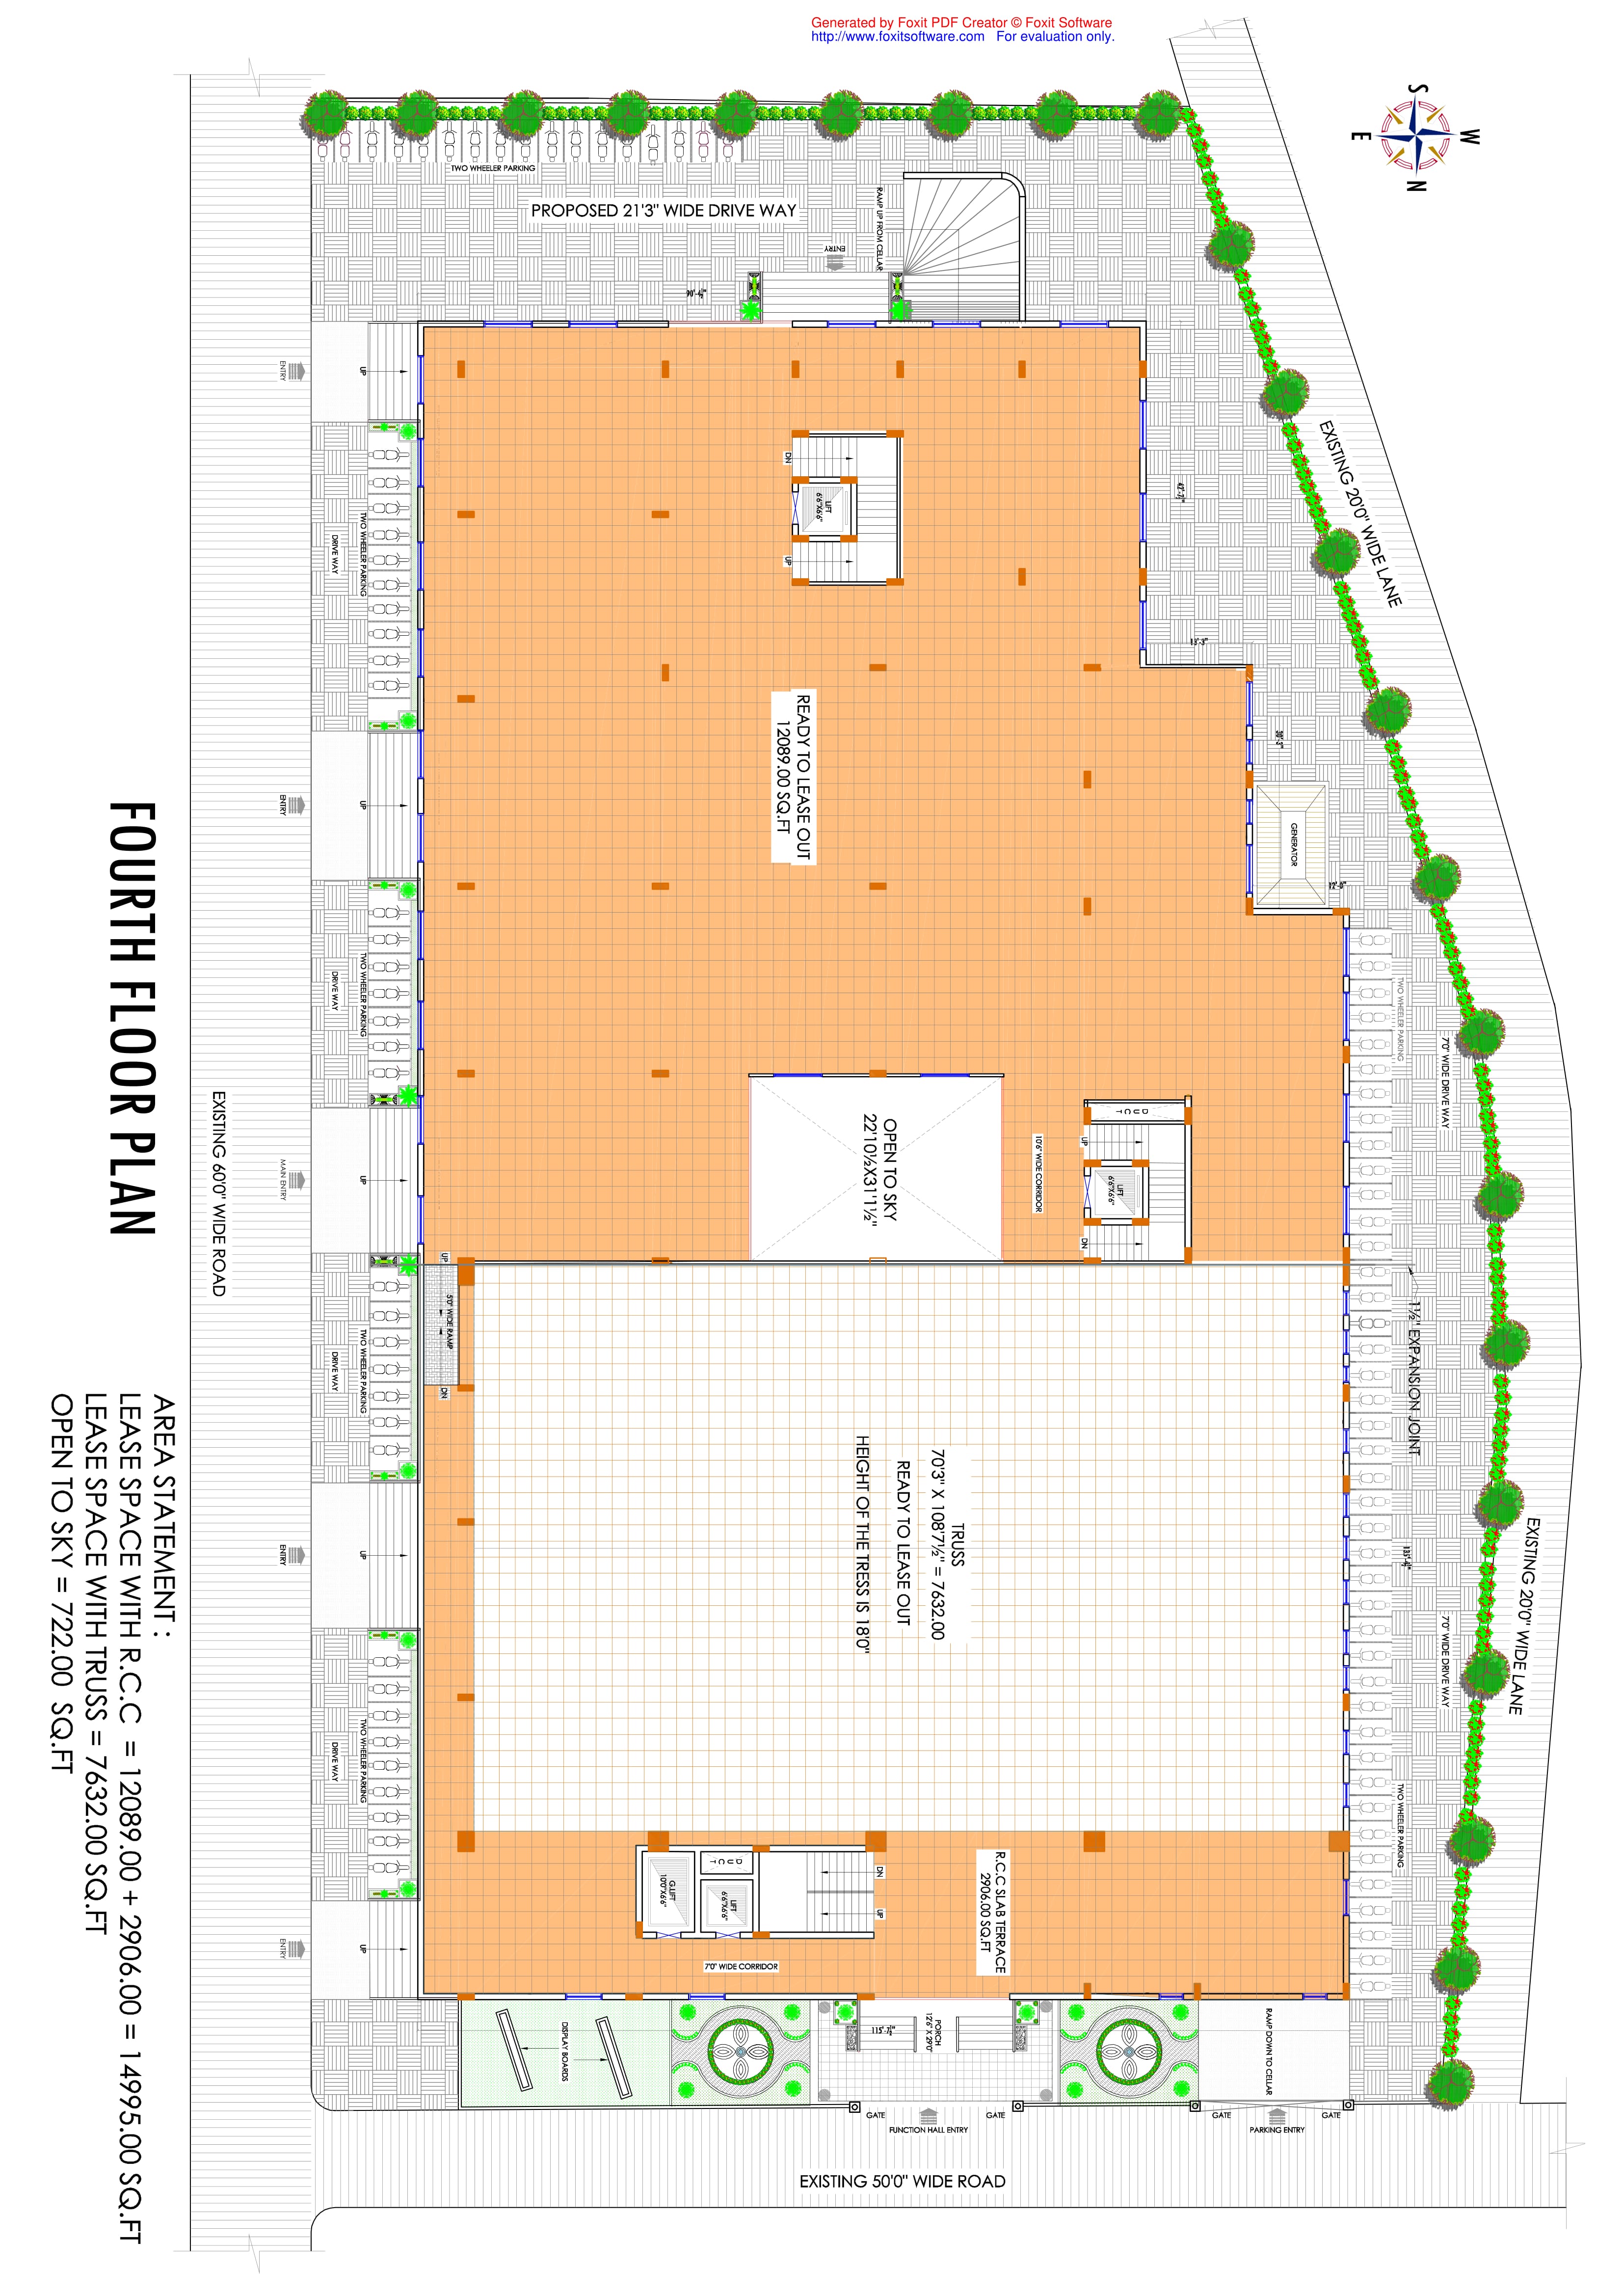 EXISTING 20'0" WIDE LANE
W
S
N
E
7'0" WIDE DRIVE WAY
7'0" WIDE DRIVE WAY
1½" EXPANSION JOINT
TWO WHEELER PARKING
TWO WHEELER PARKING
EXISTING 20'0" WIDE LANE
GENERATOR
GATE
RAMP DOWN TO CELLAR
PARKING ENTRY
GATE
DUCT
LIFT
6'6"X6'6"
UP
DN
10'6" WIDE CORRIDOR
Generated by Foxit PDF Creator © Foxit Software
http://www.foxitsoftware.com For evaluation only.
R.C.C SLAB TERRACE
2906.00 SQ.FT
GATE
TRUSS
70'3" X 108'7½" = 7632.00
READY TO LEASE OUT
HEIGHT OF THE TRESS IS 18'0"
PORCH
12'6" X 29'0"
FUNCTION HALL ENTRY
GATE
EXISTING 50'0" WIDE ROAD
OPEN TO SKY
22'10½X31'1½"
RAMP UP FROM CELLAR
ENTRY
DN
UP
LIFT
6'6"X6'6"
DN
UP
READY TO LEASE OUT
12089.00 SQ.FT
PROPOSED 21'3" WIDE DRIVE WAY
7'0" WIDE CORRIDOR
DUCT
LIFT
6'6"X6'6"
G.LIFT
10'0"X6'6"
DISPLAY BOARDS
TWO WHEELER PARKING
UP
5'0" WIDE RAMP
DN
UP
TWO WHEELER PARKING
UP
TWO WHEELER PARKING
UP
TWO WHEELER PARKING
UP
TWO WHEELER PARKING
UP
DRIVE WAY
DRIVE WAY
DRIVE WAY
DRIVE WAY
ENTRY
ENTRY
MAIN ENTRY
ENTRY
ENTRY
EXISTING 60'0" WIDE ROAD
FOURTH FLOOR PLAN
AREA STATEMENT :
LEASE SPACE WITH R.C.C = 12089.00 + 2906.00 = 14995.00 SQ.FT
LEASE SPACE WITH TRUSS = 7632.00 SQ.FT
OPEN TO SKY = 722.00 SQ.FT